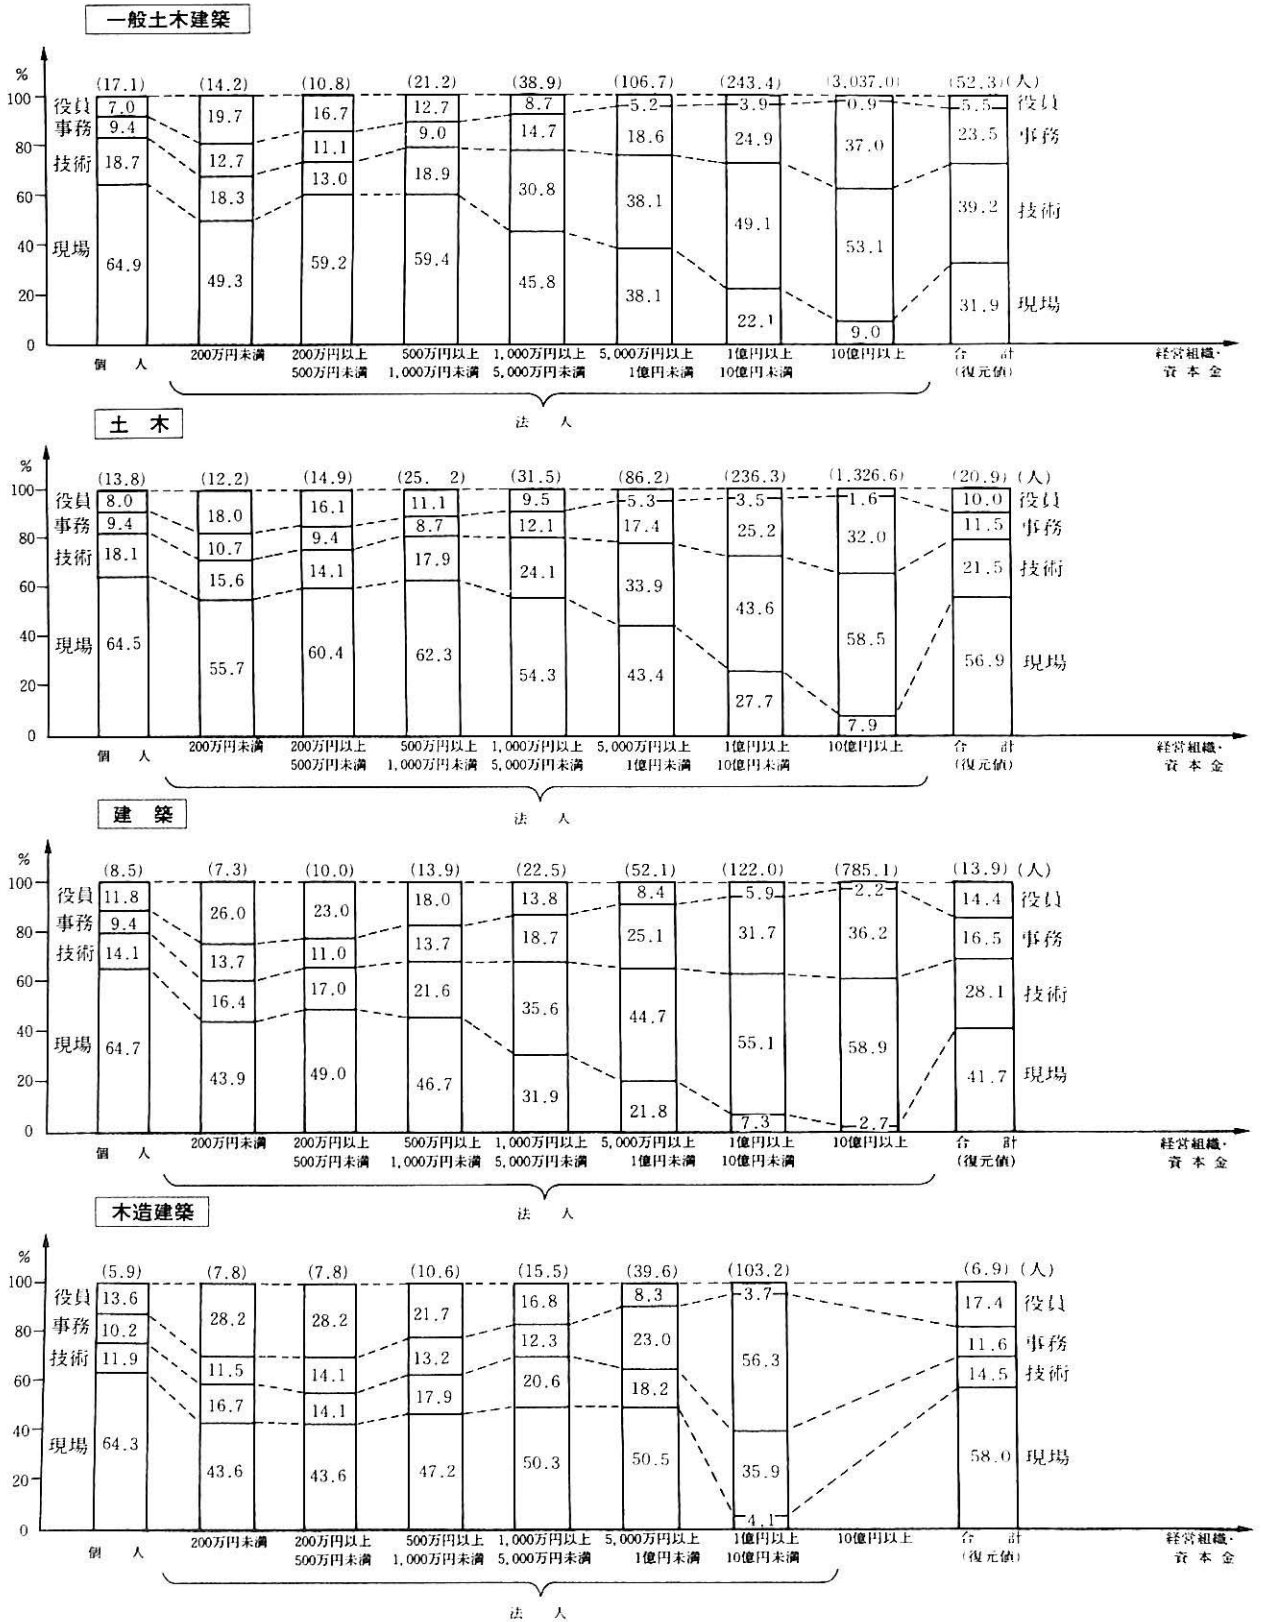 一般土木建築
%
(17.1) (14.2) (10.8) (21.2) (38.9) (106.7) (243.4) (3,037.0) (52.3) (人)
100 役員 7.0 19.7 16.7 12.7 8.7 5.2 3.9 0.9 5.5 役員
事務 9.4 12.7 11.1 9.0 14.7 18.6 24.9 37.0 23.5 事務
80
技術 18.7 18.3 13.0 18.9 30.8 38.1 49.1 53.1 39.2 技術
60
現場 64.9 49.3 59.2 59.4 45.8 38.1 22.1 9.0 31.9 現場
40
20
0
個人 200万円未満 200万円以上 500万円以上 1,000万円以上 5,000万円以上 1億円以上 10億円以上 合計 経営組織・
500万円未満 1,000万円未満 5,000万円未満 1億円未満 10億円未満 (復元値) 資本金
法人
土木
%
(13.8) (12.2) (14.9) (25. 2) (31.5) (86.2) (236.3) (1,326.6) (20.9) (人)
100 役員 8.0 18.0 16.1 11.1 9.5 5.3 3.5 1.6 10.0 役員
事務 9.4 10.7 9.4 8.7 12.1 17.4 25.2 32.0 11.5 事務
80
技術 18.1 15.6 14.1 17.9 24.1 33.9 43.6 58.5 21.5 技術
60
現場 64.5 55.7 60.4 62.3 54.3 43.4 27.7 7.9 56.9 現場
40
20
0
個人 200万円未満 200万円以上 500万円以上 1,000万円以上 5,000万円以上 1億円以上 10億円以上 合計 経営組織・
500万円未満 1,000万円未満 5,000万円未満 1億円未満 10億円未満 (復元値) 資本金
法人
建築
%
(8.5) (7.3) (10.0) (13.9) (22.5) (52.1) (122.0) (785.1) (13.9) (人)
100 役員 11.8 26.0 23.0 18.0 13.8 8.4 5.9 2.2 14.4 役員
事務 9.4 13.7 11.0 13.7 18.7 25.1 31.7 36.2 16.5 事務
80
技術 14.1 16.4 17.0 21.6 35.6 44.7 55.1 58.9 28.1 技術
60
現場 64.7 43.9 49.0 46.7 31.9 21.8 7.3 2.7 41.7 現場
40
20
0
個人 200万円未満 200万円以上 500万円以上 1,000万円以上 5,000万円以上 1億円以上 10億円以上 合計 経営組織・
500万円未満 1,000万円未満 5,000万円未満 1億円未満 10億円未満 (復元値) 資本金
法人
木造建築
%
(5.9) (7.8) (7.8) (10.6) (15.5) (39.6) (103.2) (6.9) (人)
100 役員 13.6 28.2 28.2 21.7 16.8 8.3 3.7 17.4 役員
80
事務 10.2 11.5 14.1 13.2 12.3 23.0 56.3 11.6 事務
技術 11.9 16.7 14.1 17.9 20.6 18.2 35.9 14.5 技術
60
現場 64.3 43.6 43.6 47.2 50.3 50.5 4.1 58.0 現場
40
20
0
個人 200万円未満 200万円以上 500万円以上 1,000万円以上 5,000万円以上 1億円以上 10億円以上 合計 経営組織・
500万円未満 1,000万円未満 5,000万円未満 1億円未満 10億円未満 (復元値) 資本金
法人